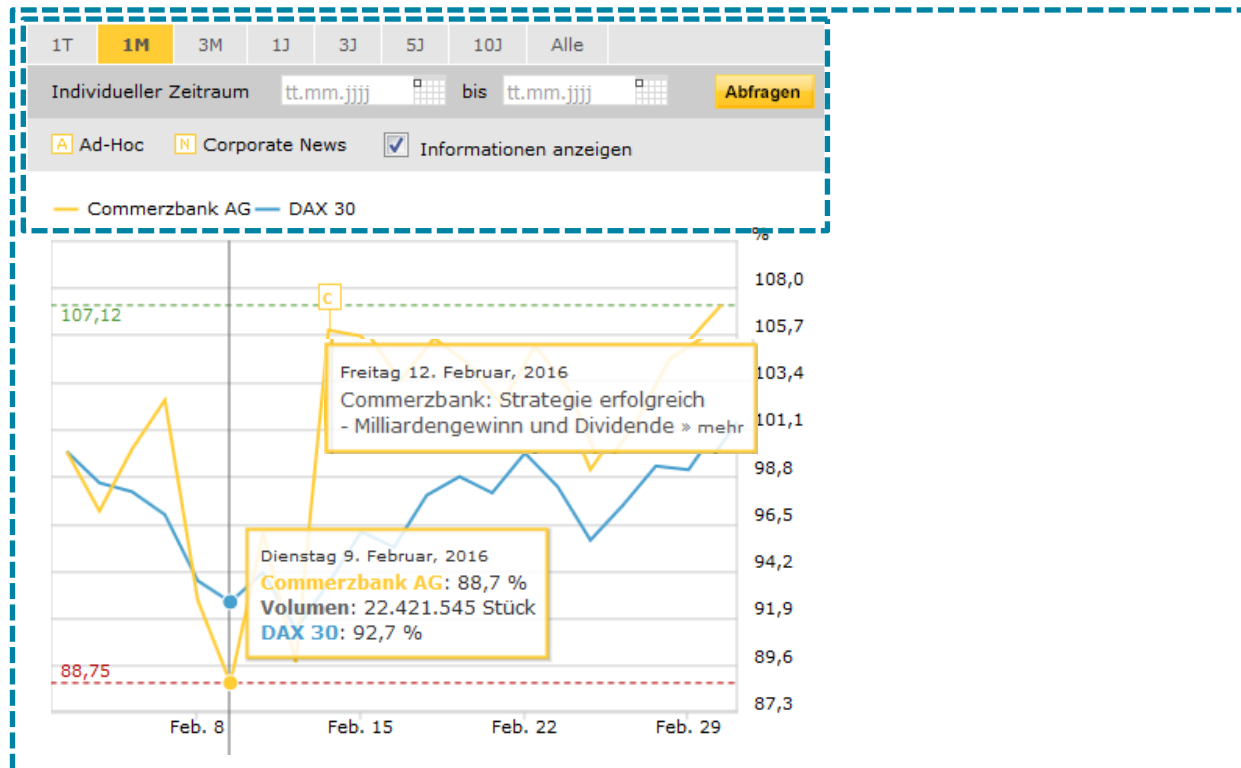 1T 1M 3M 1J 3J 5J 10J Alle
Individueller Zeitraum tt.mm.jjjj bis tt.mm.jjjj Abfragen
A Ad-Hoc N Corporate News Informationen anzeigen
Commerzbank AG DAX 30
%
108,0
107,12
C
105,7
Freitag 12. Februar, 2016
Commerzbank: Strategie erfolgreich
- Milliardengewinn und Dividende » mehr
103,4
101,1
98,8
96,5
Dienstag 9. Februar, 2016
Commerzbank AG: 88,7 %
Volumen: 22.421.545 Stück
DAX 30: 92,7 %
94,2
91,9
89,6
88,75
87,3
Feb. 8 Feb. 15 Feb. 22 Feb. 29